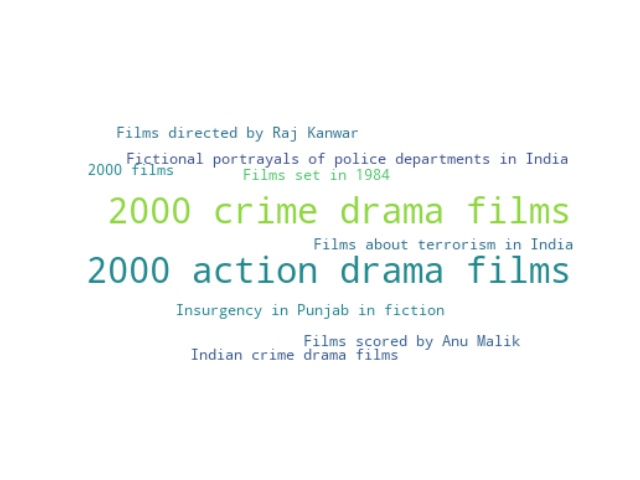 Films directed by Raj Kanwar
Fictional portrayals of police departments in India
2000 films
Films set in 1984
2000 crime drama films
Films about terrorism in India
2000 action drama films
Insurgency in Punjab in fiction
Films scored by Anu Malik
Indian crime drama films